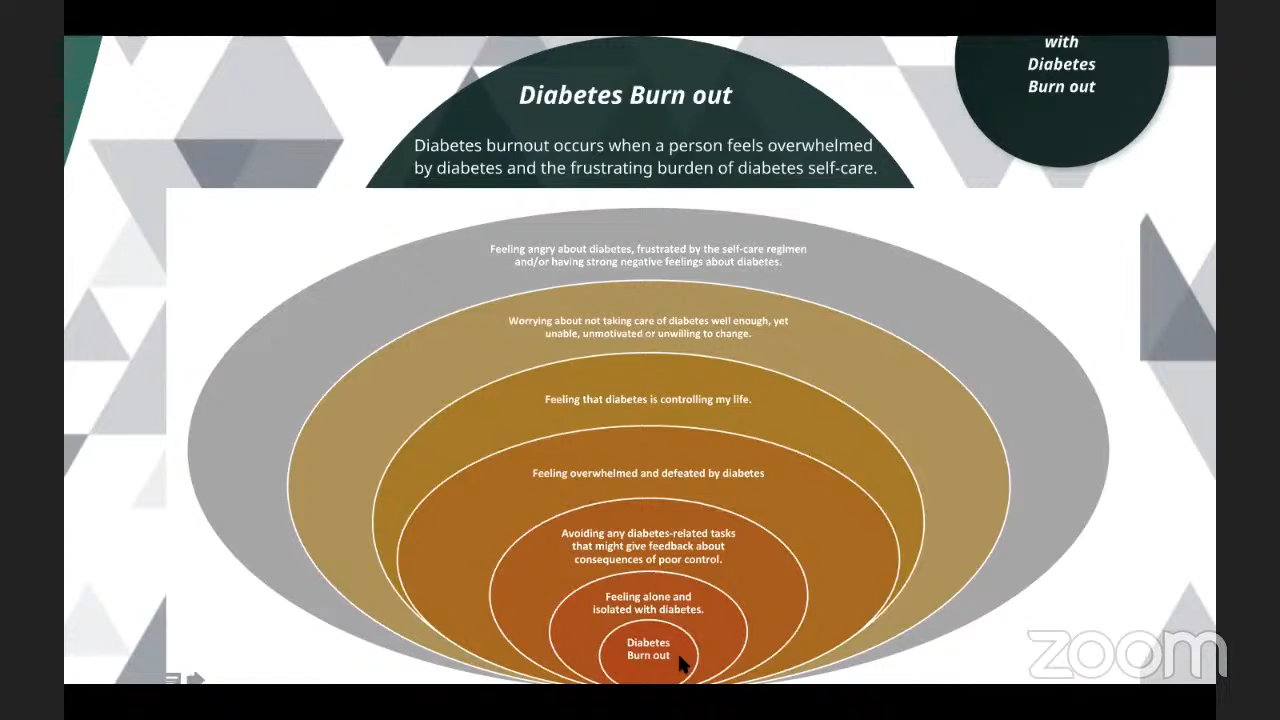 with
Diabetes
Burn out
Diabetes Burn out
Diabetes burnout occurs when a person feels overwhelmed
by diabetes and the frustrating burden of diabetes self-care.
Feeling angry about diabetes, frustrated by the self-care regimen
and/or having strong negative feelings about diabetes.
Worrying about not taking care of diabetes well enough, yet
unable, unmotivated or unwilling to change.
Feeling that diabetes is controlling my life.
Feeling overwhelmed and defeated by diabetes
Avoiding any diabetes-related tasks
that might give feedback about
consequences of poor control.
Feeling alone and
isolated with diabetes.
Diabetes
Burn out
zoom